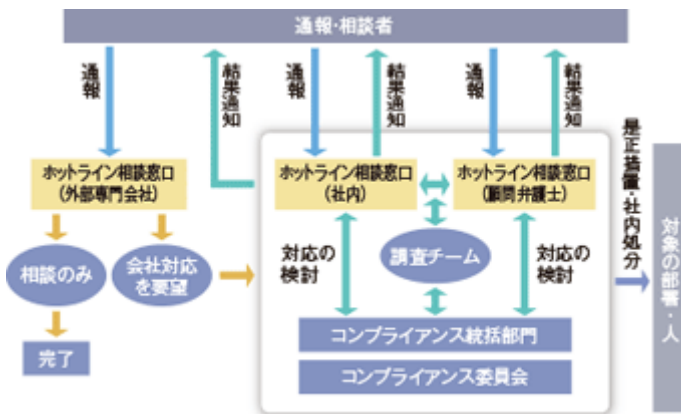 通報・相談者
通報
結果通知
通報
結果通知
通報
結果通知
ホットライン相談窓口
（外部専門会社）
ホットライン相談窓口
（社内）
ホットライン相談窓口
（顧問弁護士）
是正措置・社内処分
対象の部署・人
相談のみ
会社対応
を要望
対応の
検討
調査チーム
対応の
検討
完了
コンプライアンス統括部門
コンプライアンス委員会